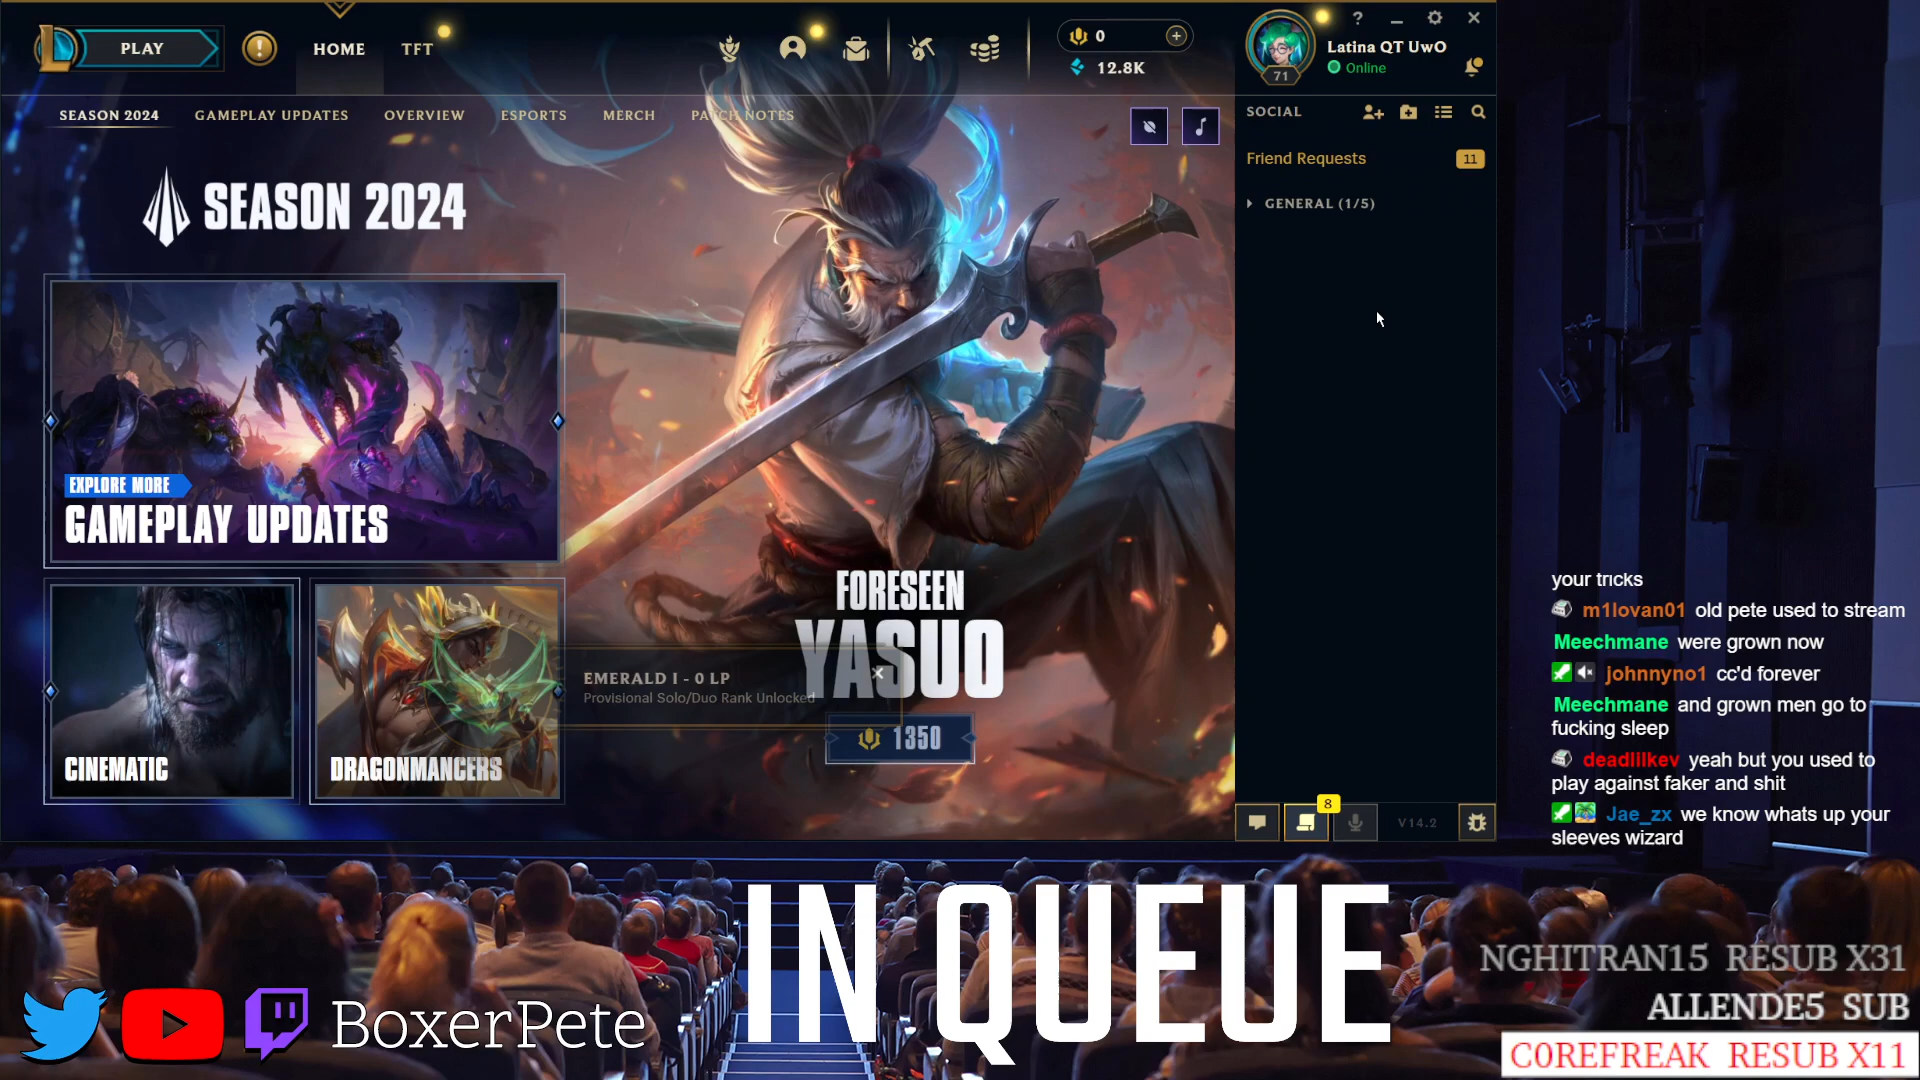 PLAY
HOME
TFT
0
12.8K
71
Latina QT UwO
Online
SEASON 2024
GAMEPLAY UPDATES
OVERVIEW
ESPORTS
MERCH
PATCH NOTES
SOCIAL
Friend Requests
11
GENERAL (1/5)
SEASON 2024
EXPLORE MORE
GAMEPLAY UPDATES
CINEMATIC
DRAGONMANCERS
FORESEEN
YASUO
1350
EMERALD I - 0 LP
Provisional Solo/Duo Rank Unlocked
8
V14.2
your tricks
m1lovan01 old pete used to stream
Meechmane were grown now
johnnyno1 cc'd forever
Meechmane and grown men go to
fucking sleep
deadlilkev yeah but you used to
play against faker and shit
Jae_zx we know whats up your
sleeves wizard
IN QUEUE
BoxerPete
NGHITRAN15 RESUB X31
ALLENDE5 SUB
C0REFREAK RESUB X11